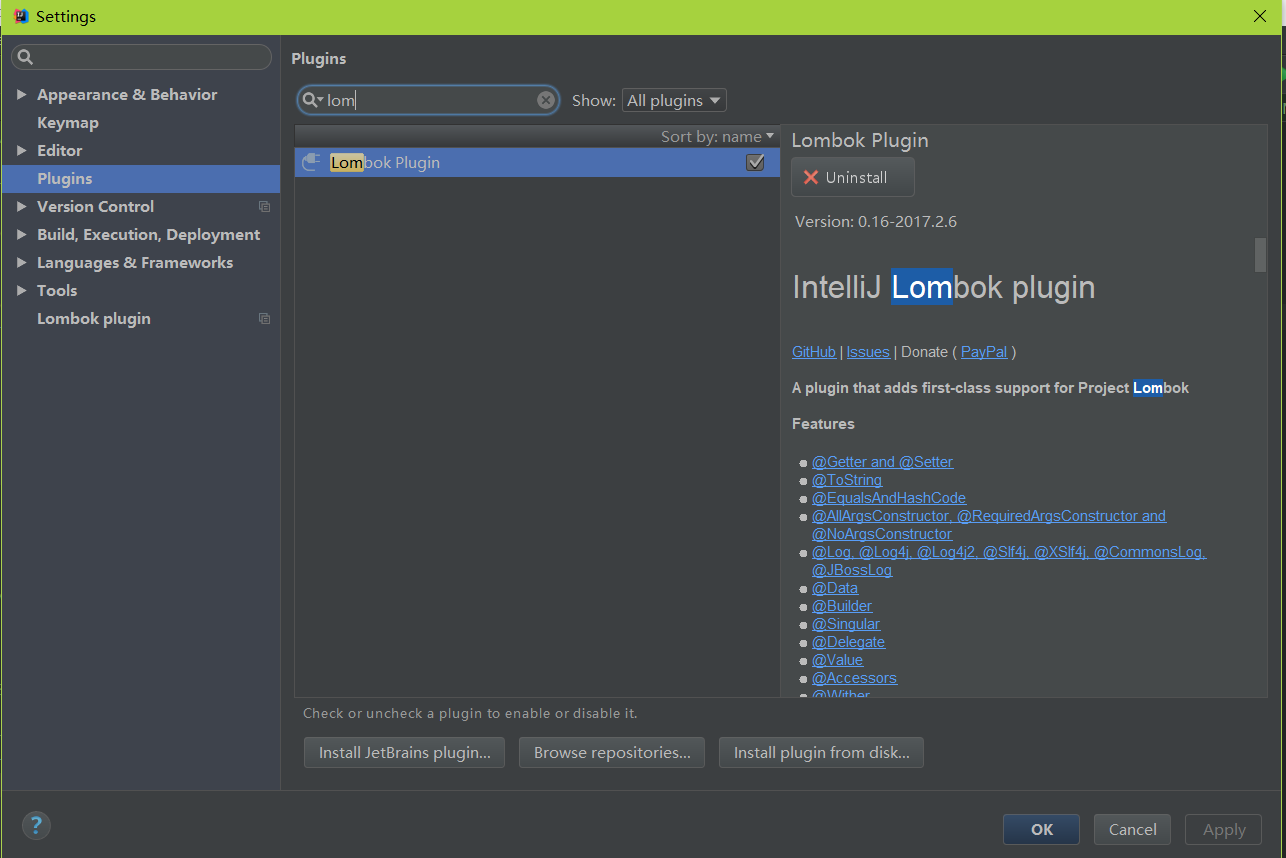 Settings
Appearance & Behavior
Keymap
Editor
Plugins
Version Control
Build, Execution, Deployment
Languages & Frameworks
Tools
Lombok plugin
Plugins
lom
Show: All plugins
Sort by: name
Lombok Plugin
Lombok Plugin
Uninstall
Version: 0.16-2017.2.6
IntelliJ Lombok plugin
GitHub | Issues | Donate ( PayPal )
A plugin that adds first-class support for Project Lombok
Features
@Getter and @Setter
@ToString
@EqualsAndHashCode
@AllArgsConstructor, @RequiredArgsConstructor and
@NoArgsConstructor
@Log, @Log4j, @Log4j2, @Slf4j, @XSlf4j, @CommonsLog,
@JBossLog
@Data
@Builder
@Singular
@Delegate
@Value
@Accessors
@Wither
Check or uncheck a plugin to enable or disable it.
Install JetBrains plugin...
Browse repositories...
Install plugin from disk...
?
OK
Cancel
Apply